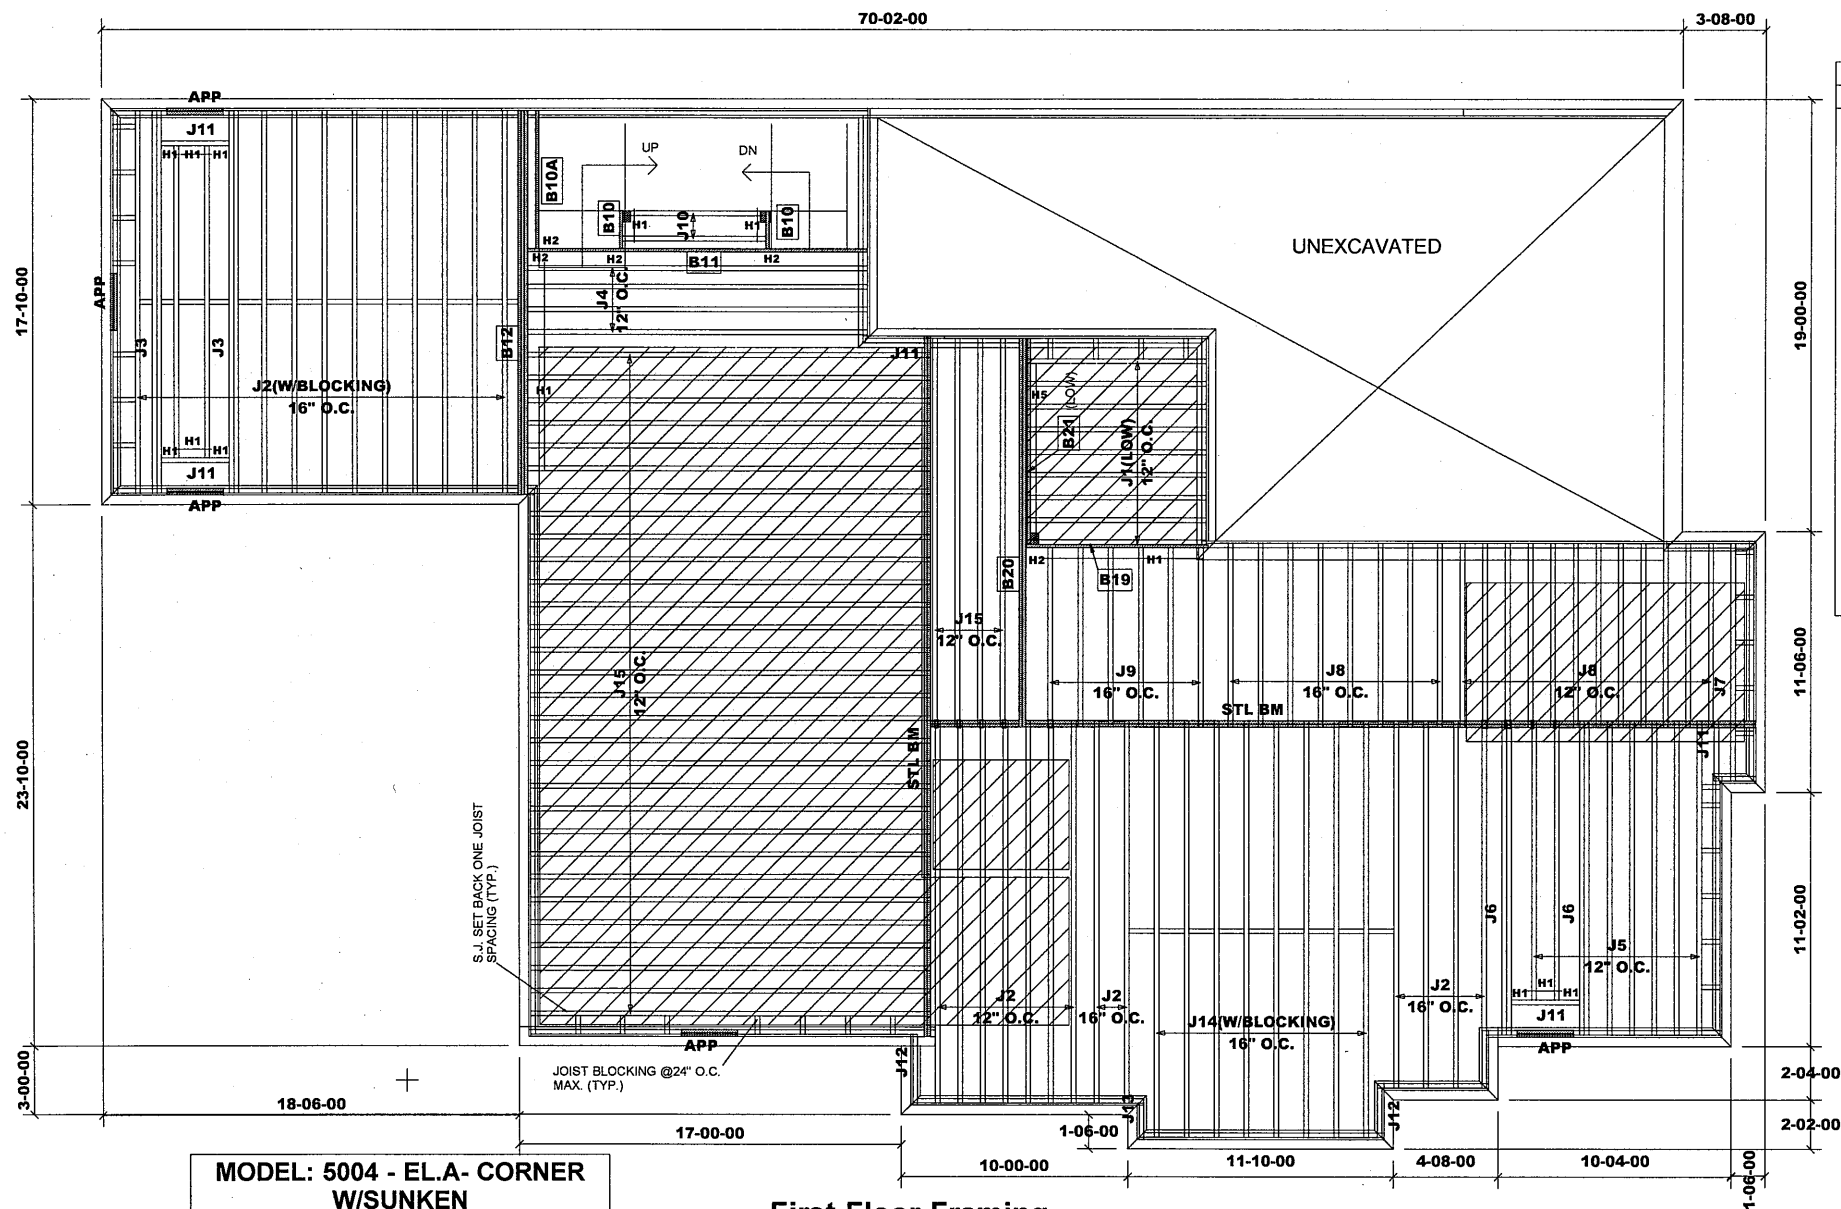 70-02-00
3-08-00
APP
J11
H1
H1
H1
UP
DN
B10A
B10
H1
J10
H1
B10
UNEXCAVATED
H2
H2
H2
B11
H2
J4
12" O.C.
17-10-00
APP
19-00-00
J3
J3
B12
J11
J2(W/BLOCKING)
16" O.C.
H1
H5
B21
(LOW)
J1(LOW)
12" O.C.
H1
H1
H1
J11
APP
B20
H2
B19
H1
J15
12" O.C.
J15
12" O.C.
11-06-00
J9
16" O.C.
J8
16" O.C.
J8
12" O.C.
J7
STL BM
STL BM
J11
23-10-00
S.J. SET BACK ONE JOIST
SPACING (TYP.)
J6
J6
11-02-00
J5
12" O.C.
J2
12" O.C.
J2
16" O.C.
J2
16" O.C.
H1
H1
H1
J11
APP
J14(W/BLOCKING)
16" O.C.
APP
J12
JOIST BLOCKING @24" O.C.
MAX. (TYP.)
3-00-00
2-04-00
18-06-00
J13
J12
2-02-00
17-00-00
1-06-00
10-00-00
11-10-00
4-08-00
10-04-00
1-06-00
MODEL: 5004 - EL.A- CORNER
W/SUNKEN
First Floor Framing